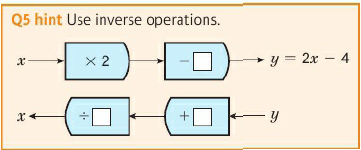 Q5 hint Use inverse operations.
x × 2 − □ y = 2x − 4
x ÷ □ + □ y